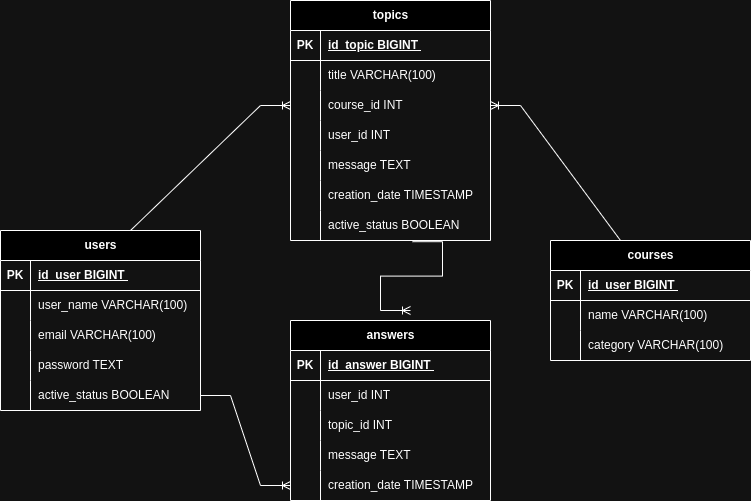 topics
PK id_topic BIGINT
title VARCHAR(100)
course_id INT
user_id INT
message TEXT
creation_date TIMESTAMP
active_status BOOLEAN
users
PK id_user BIGINT
user_name VARCHAR(100)
email VARCHAR(100)
password TEXT
active_status BOOLEAN
courses
PK id_user BIGINT
name VARCHAR(100)
category VARCHAR(100)
answers
PK id_answer BIGINT
user_id INT
topic_id INT
message TEXT
creation_date TIMESTAMP